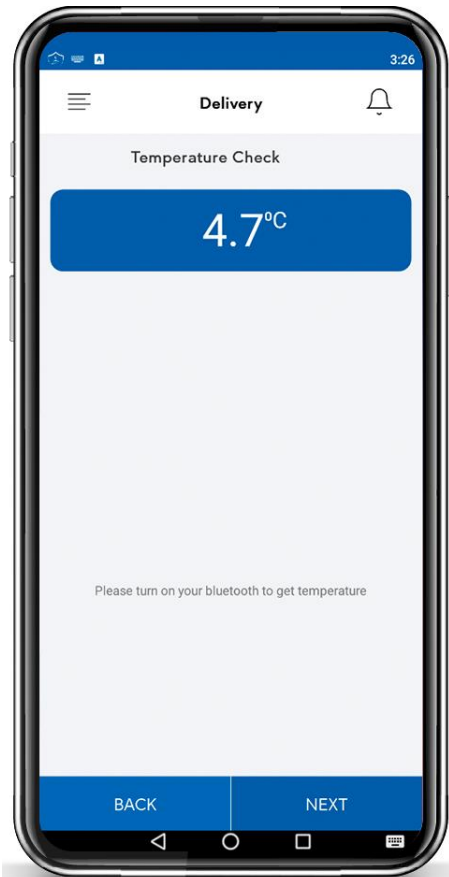 A
3:26
Delivery
Temperature Check
4.7°C
Please turn on your bluetooth to get temperature
BACK
NEXT